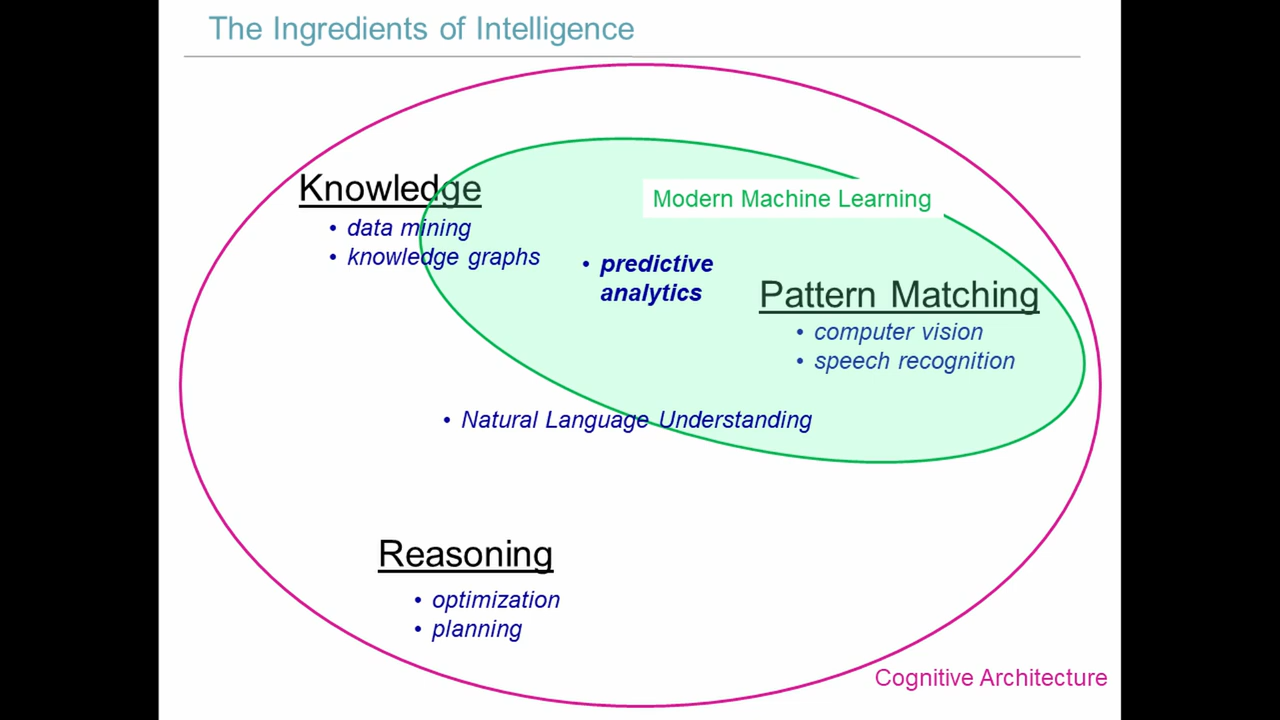 The Ingredients of Intelligence
Knowledge
• data mining
• knowledge graphs
Modern Machine Learning
• predictive
analytics
Pattern Matching
• computer vision
• speech recognition
• Natural Language Understanding
Reasoning
• optimization
• planning
Cognitive Architecture